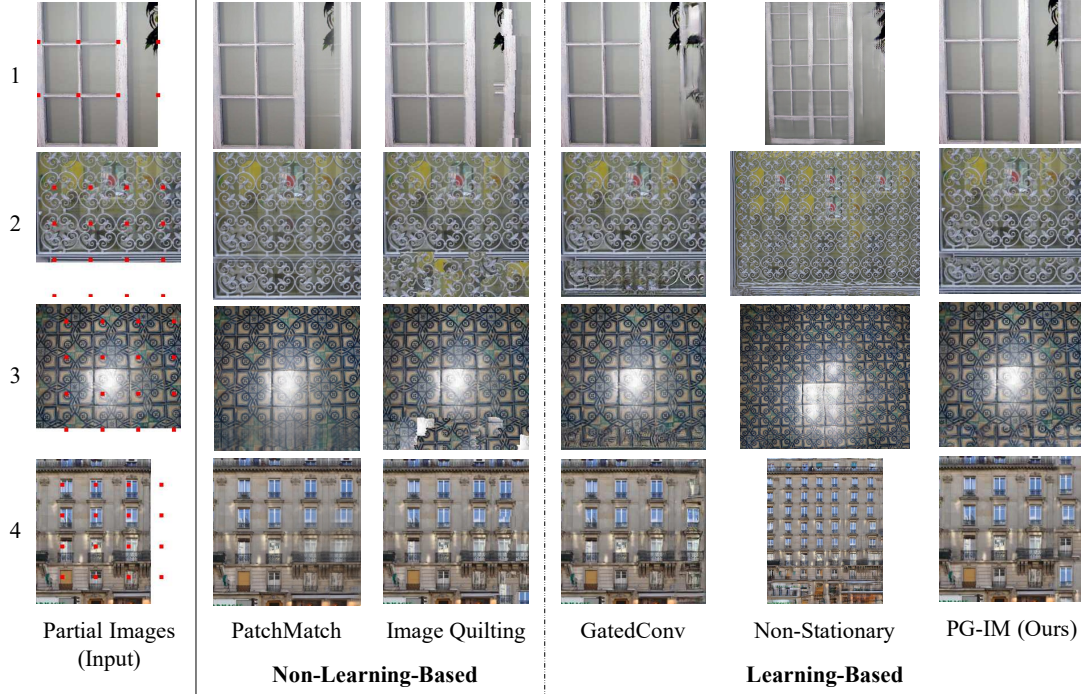 1
2
3
4
Partial Images
(Input)
PatchMatch
Image Quilting
GatedConv
Non-Stationary
PG-IM (Ours)
Non-Learning-Based
Learning-Based